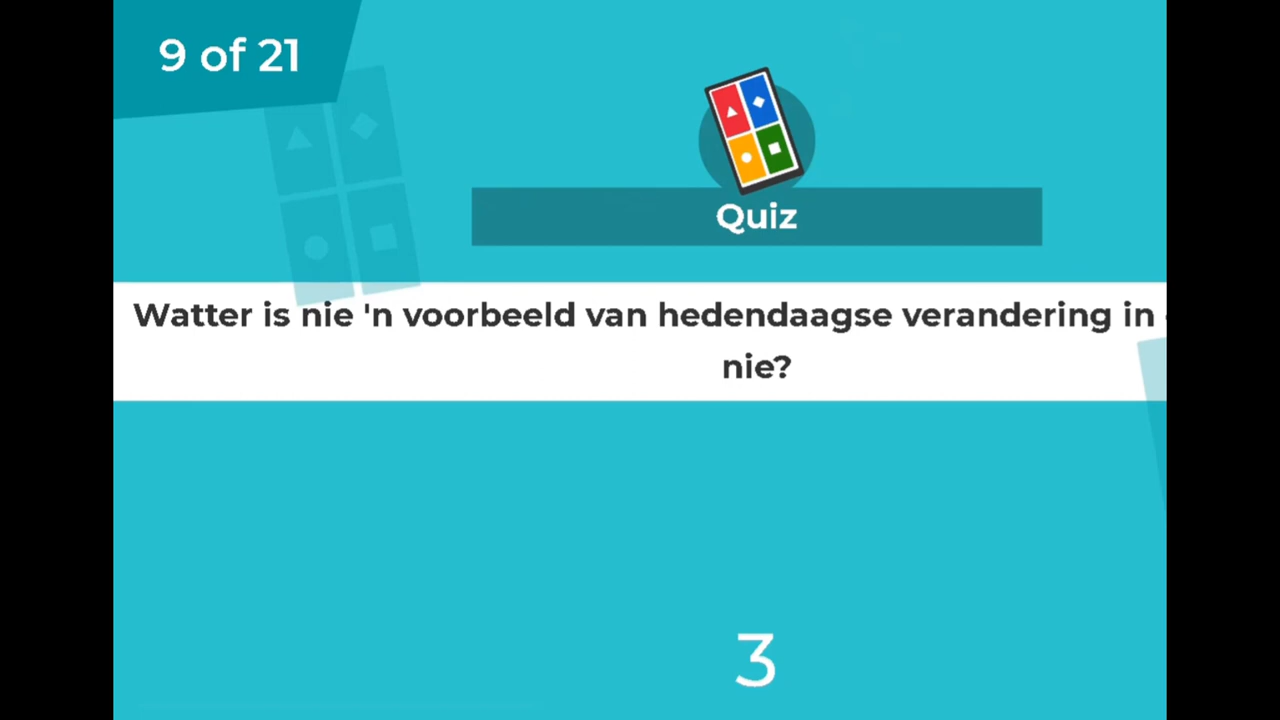 9 of 21
Quiz
Watter is nie 'n voorbeeld van hedendaagse verandering in
nie?
3